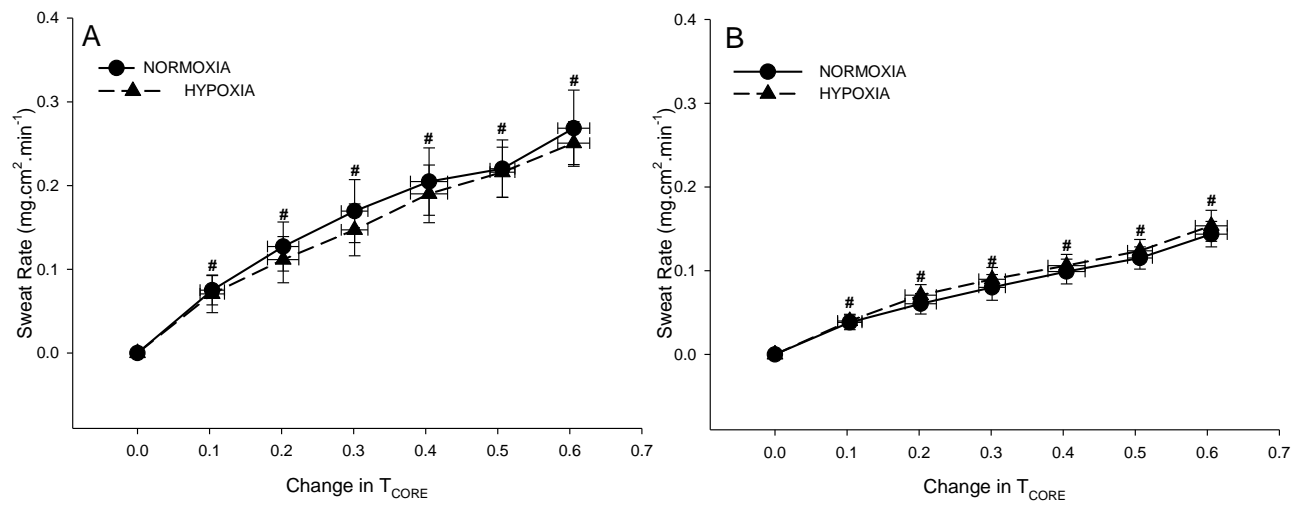 A
NORMOXIA
HYPOXIA
Sweat Rate (mg.cm².min⁻¹)
0.4
0.3
0.2
0.1
0.0
# # # # # #
0.0 0.1 0.2 0.3 0.4 0.5 0.6 0.7
Change in T_CORE
B
NORMOXIA
HYPOXIA
Sweat Rate (mg.cm².min⁻¹)
0.4
0.3
0.2
0.1
0.0
# # # # # #
0.0 0.1 0.2 0.3 0.4 0.5 0.6 0.7
Change in T_CORE